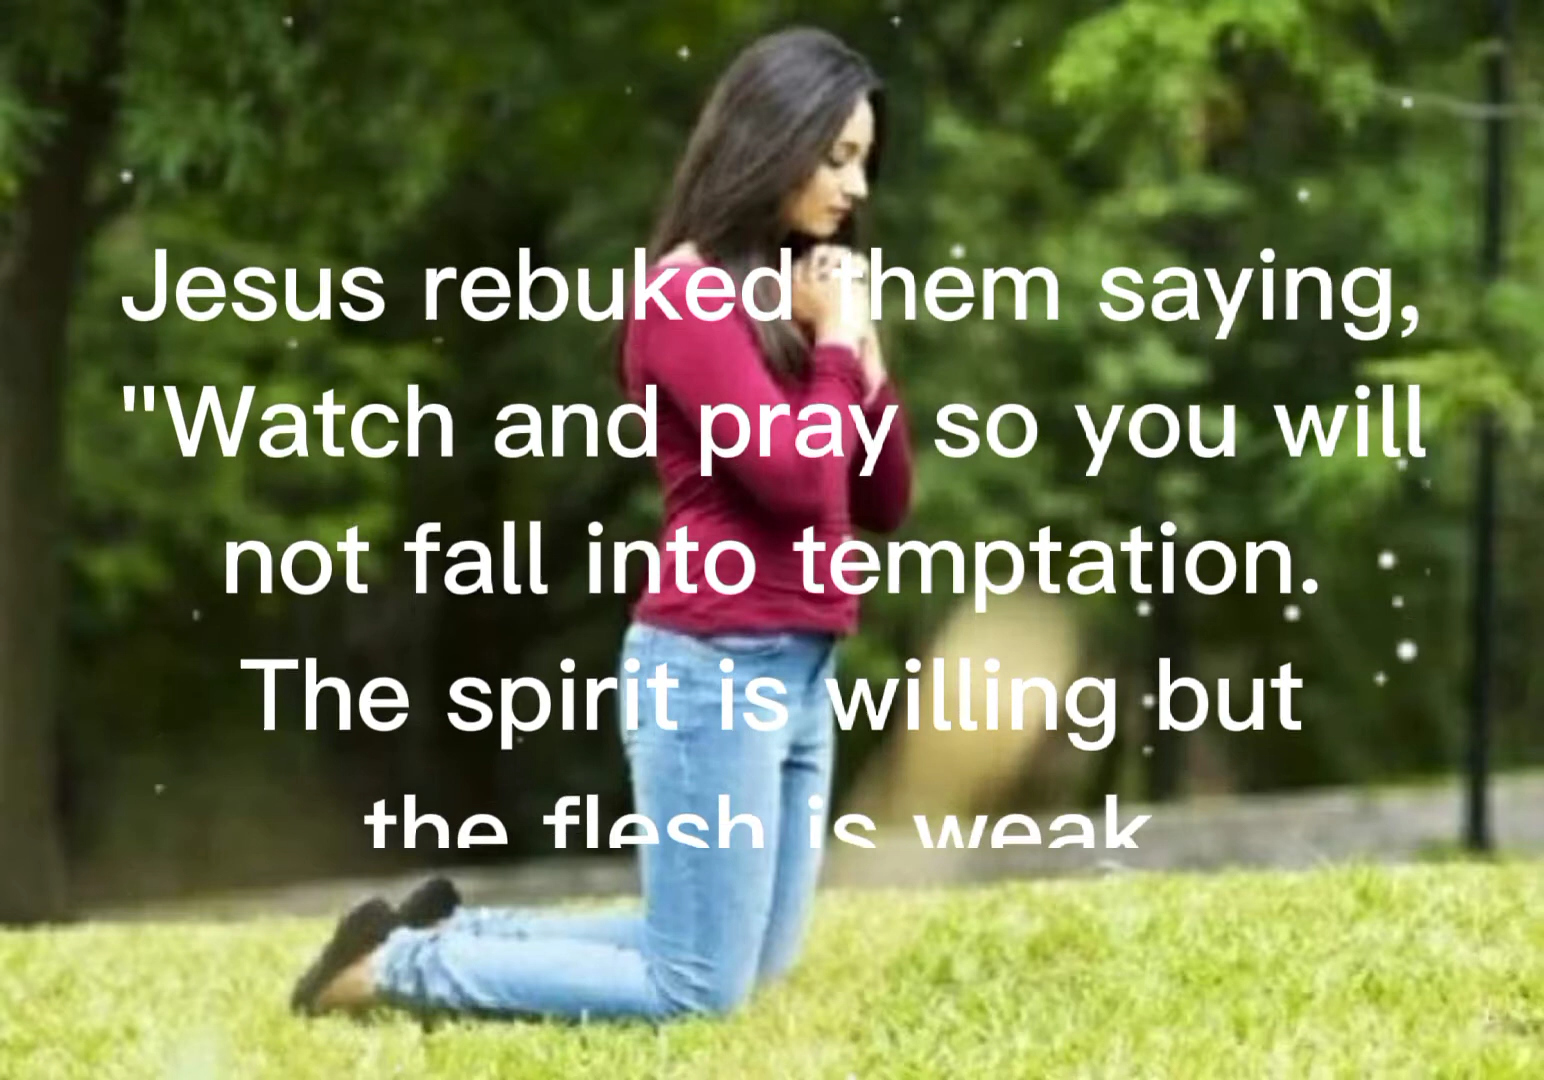 Jesus rebuked them saying,
"Watch and pray so you will
not fall into temptation.
The spirit is willing but
the flesh is weak